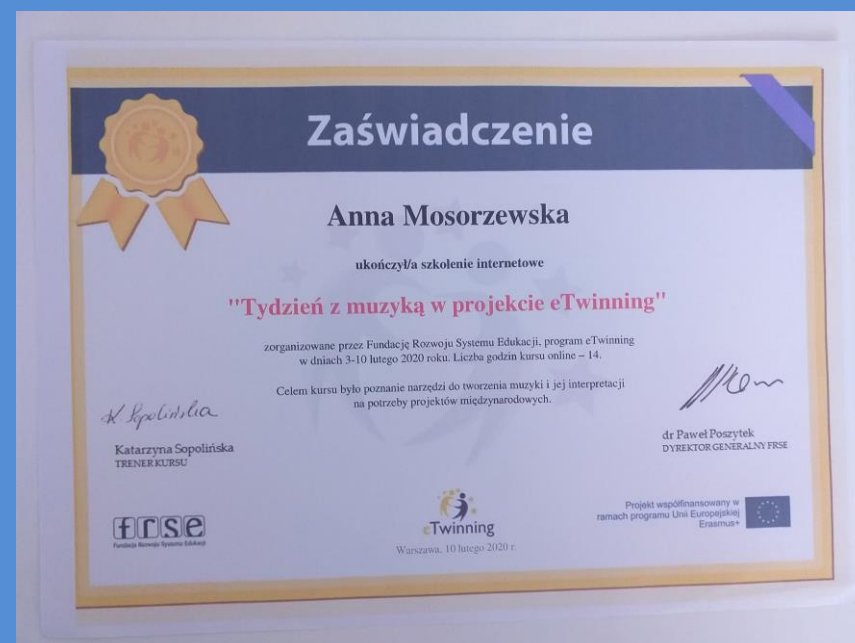 Zaświadczenie
Anna Mosorzewska
ukończył/a szkolenie internetowe
"Tydzień z muzyką w projekcie eTwinning"
zorganizowane przez Fundację Rozwoju Systemu Edukacji, program eTwinning
w dniach 3-10 lutego 2020 roku. Liczba godzin kursu online – 14.
Celem kursu było poznanie narzędzi do tworzenia muzyki i jej interpretacji
na potrzeby projektów międzynarodowych.
K. Sopolińska
Katarzyna Sopolińska
TRENER KURSU
dr Paweł Poszytek
DYREKTOR GENERALNY FRSE
frse
Fundacja Rozwoju Systemu Edukacji
eTwinning
Warszawa, 10 lutego 2020 r.
Projekt współfinansowany w
ramach programu Unii Europejskiej
Erasmus+